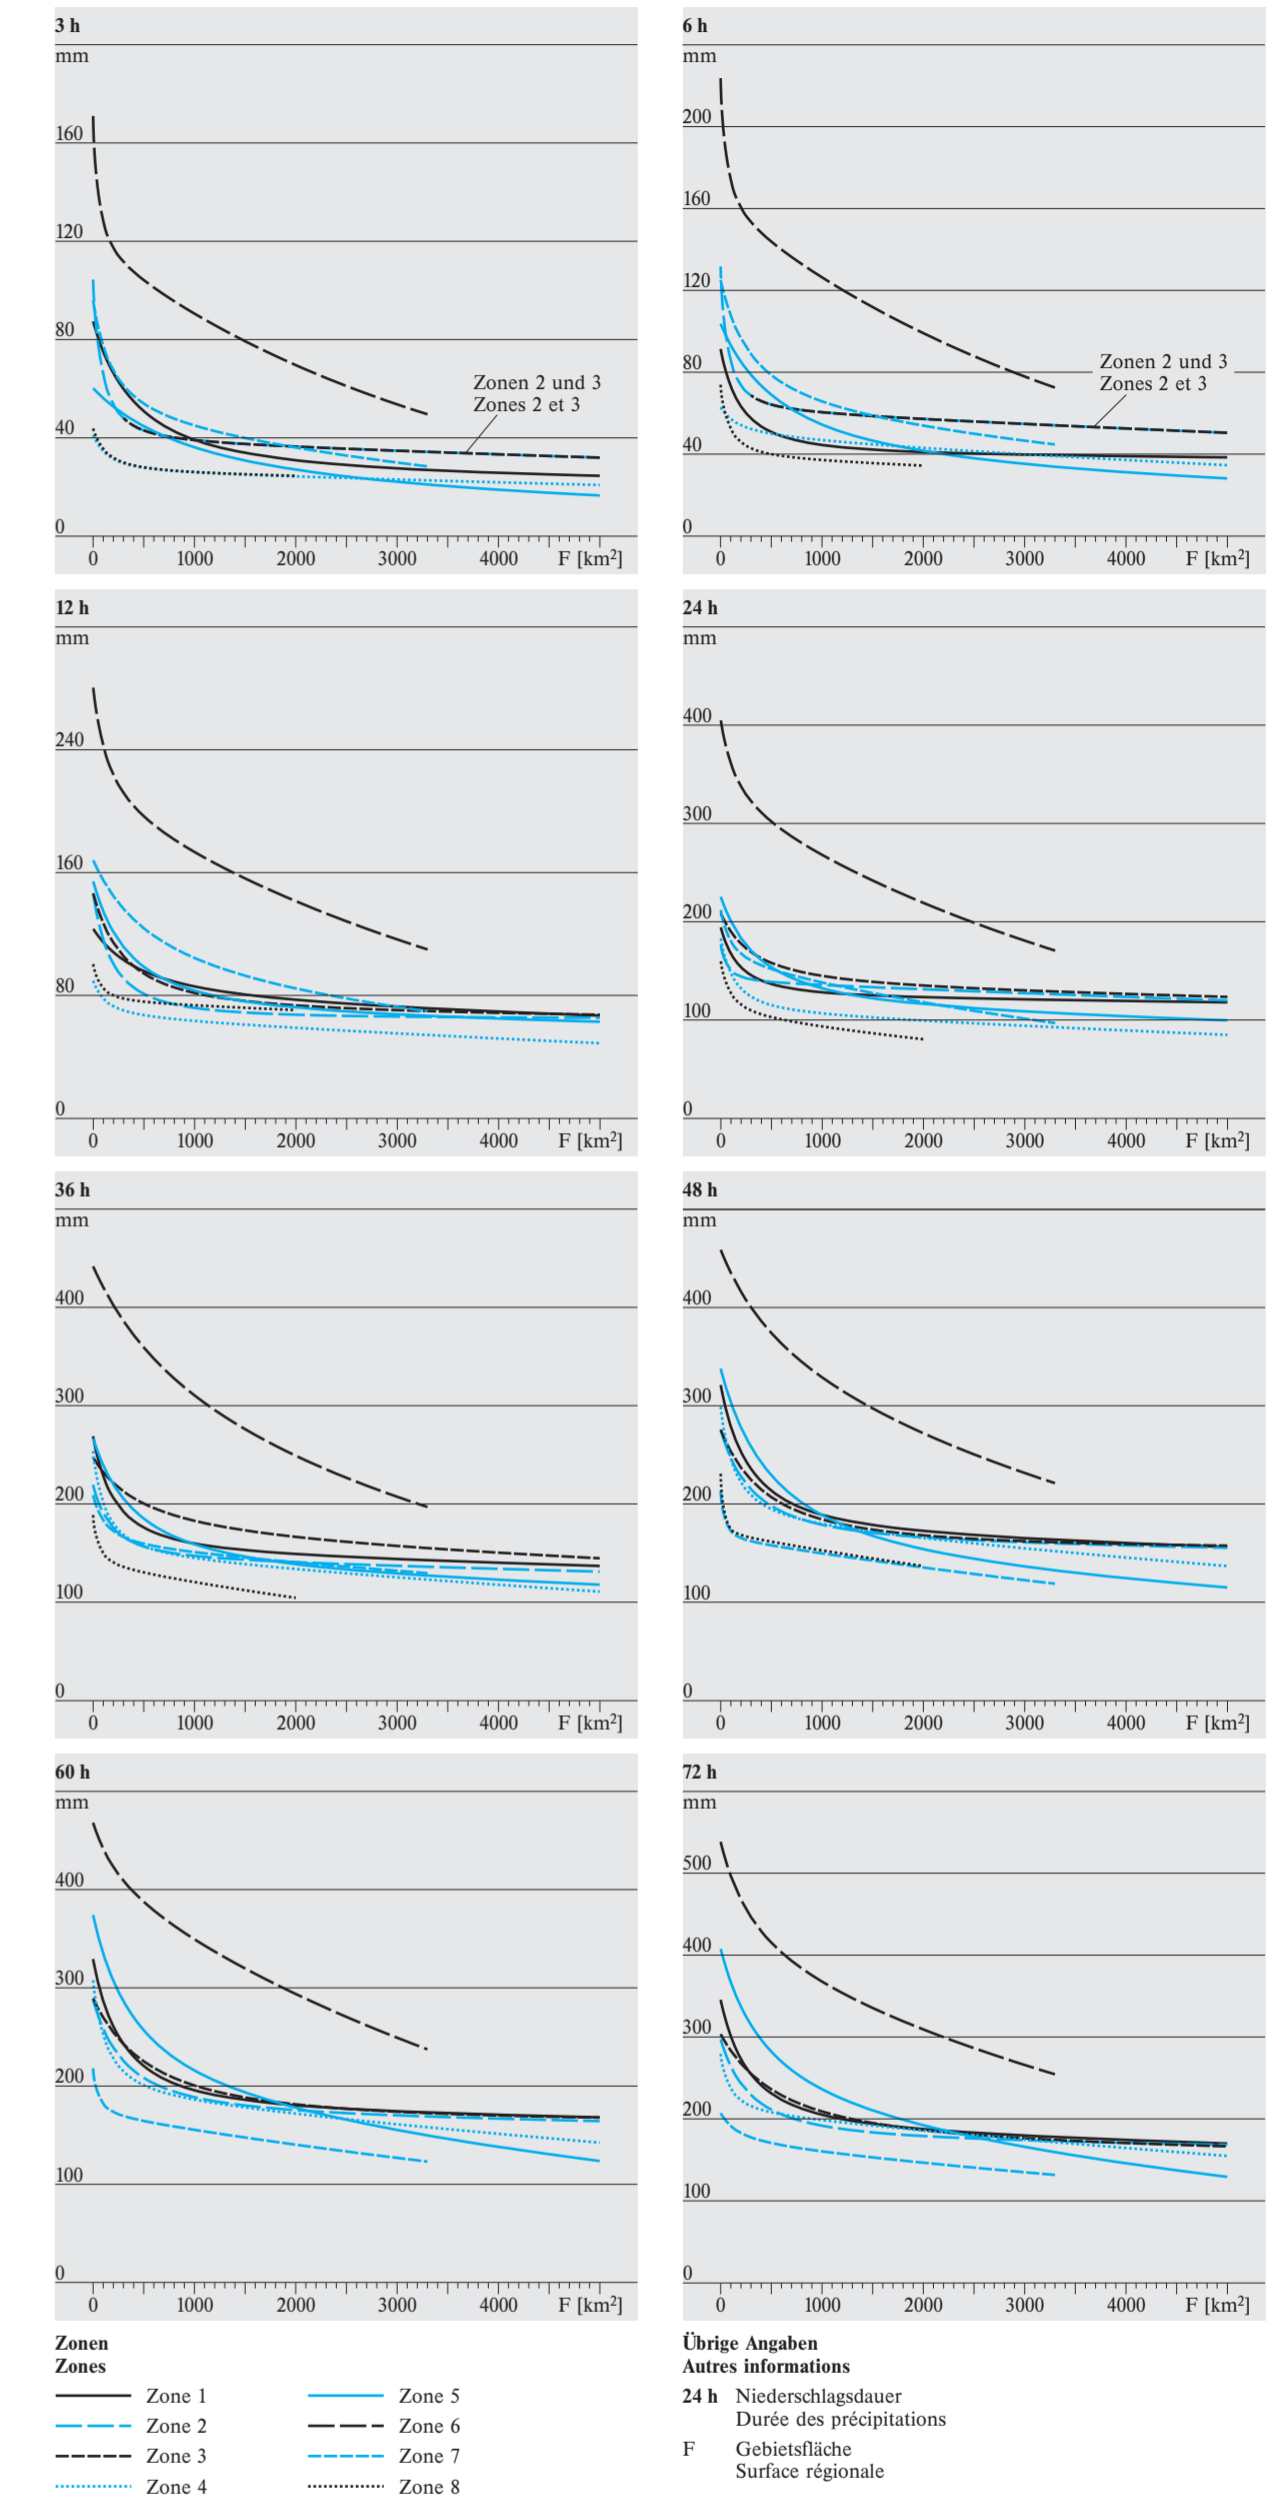 3 h
mm
160
120
80
Zonen 2 und 3
Zones 2 et 3
40
0
0 1000 2000 3000 4000 F [km²]
6 h
mm
200
160
120
Zonen 2 und 3
80
Zones 2 et 3
40
0
0 1000 2000 3000 4000 F [km²]
12 h
mm
240
160
80
0
0 1000 2000 3000 4000 F [km²]
24 h
mm
400
300
200
100
0
0 1000 2000 3000 4000 F [km²]
36 h
mm
400
300
200
100
0
0 1000 2000 3000 4000 F [km²]
48 h
mm
400
300
200
100
0
0 1000 2000 3000 4000 F [km²]
60 h
mm
400
300
200
100
0
0 1000 2000 3000 4000 F [km²]
72 h
mm
500
400
300
200
100
0
0 1000 2000 3000 4000 F [km²]
Zonen
Zones
Zone 1
Zone 2
Zone 3
Zone 4
Zone 5
Zone 6
Zone 7
Zone 8
Übrige Angaben
Autres informations
24 h Niederschlagsdauer
Durée des précipitations
F Gebietsfläche
Surface régionale